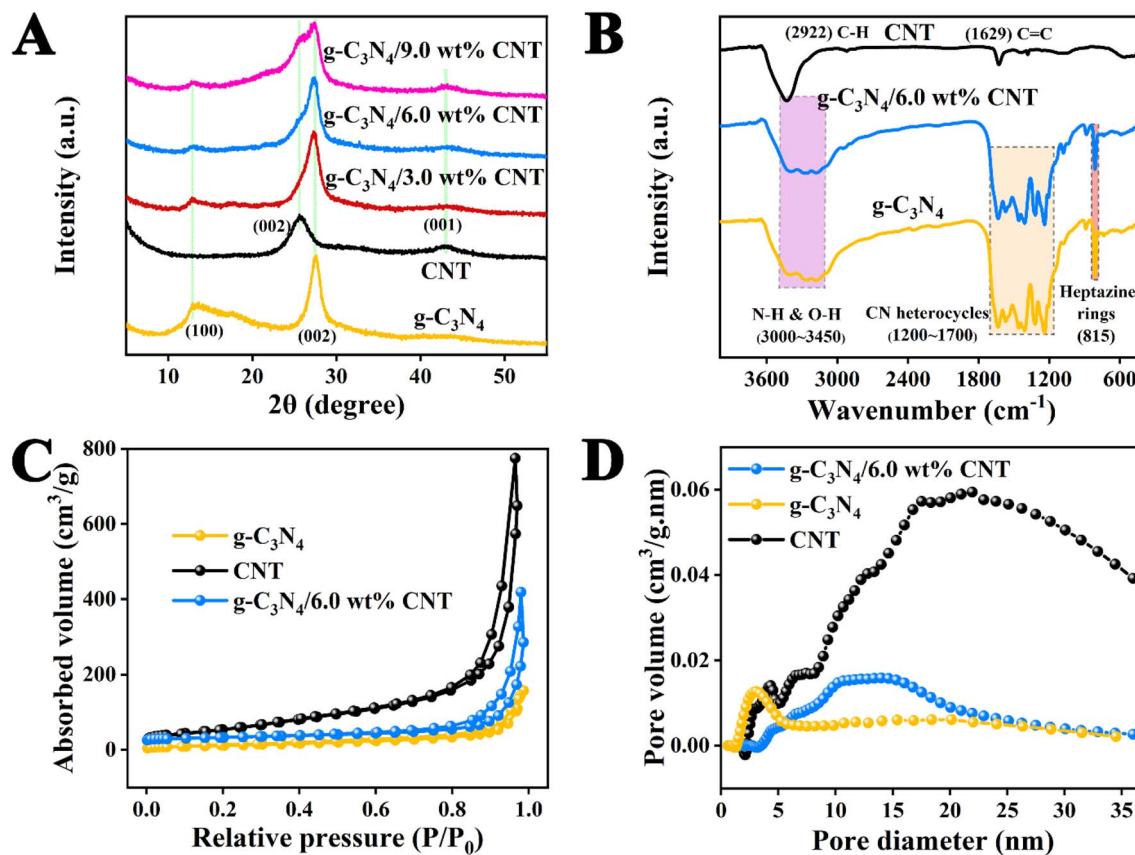 A
g-C₃N₄/9.0 wt% CNT
g-C₃N₄/6.0 wt% CNT
g-C₃N₄/3.0 wt% CNT
(002)
(001)
CNT
(100)
(002)
g-C₃N₄
Intensity (a.u.)
10 20 30 40 50
2θ (degree)
B
(2922) C-H
(1629) C=C
CNT
g-C₃N₄/6.0 wt% CNT
g-C₃N₄
N-H & O-H
(3000~3450)
CN heterocycles
(1200~1700)
Heptazine
rings
(815)
Intensity (a.u.)
3600 3000 2400 1800 1200 600
Wavenumber (cm⁻¹)
C
800
600
400
200
0
Absorbed volume (cm³/g)
g-C₃N₄
CNT
g-C₃N₄/6.0 wt% CNT
0.0 0.2 0.4 0.6 0.8 1.0
Relative pressure (P/P₀)
D
g-C₃N₄/6.0 wt% CNT
g-C₃N₄
CNT
0.06
0.04
0.02
0.00
Pore volume (cm³/g.nm)
0 5 10 15 20 25 30 35
Pore diameter (nm)